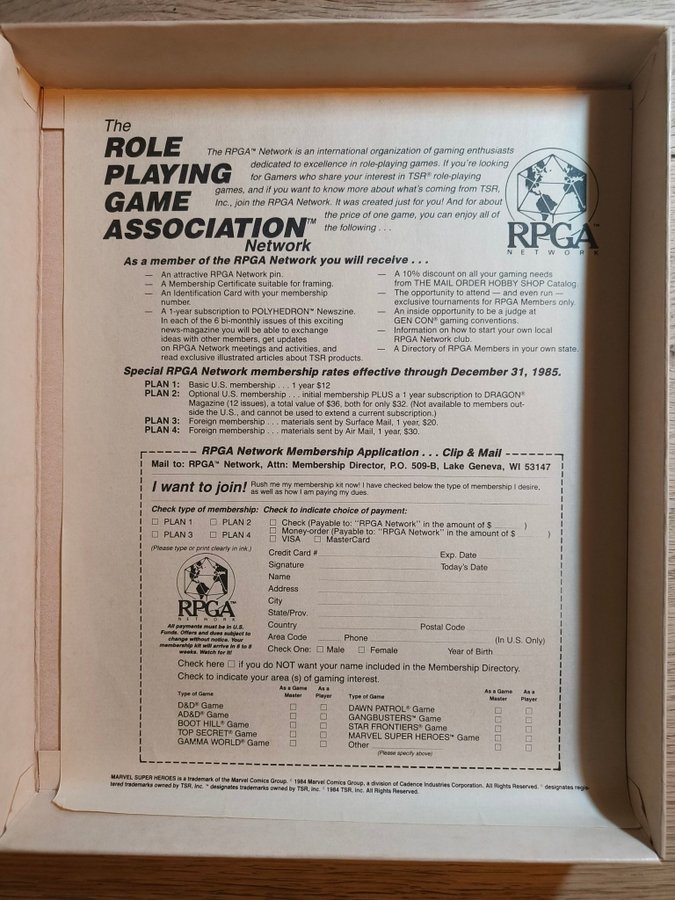 The
ROLE
PLAYING
GAME
ASSOCIATION™
Network
The RPGA™ Network is an international organization of gaming enthusiasts
dedicated to excellence in role-playing games. If you're looking
for Gamers who share your interest in TSR® role-playing
games, and if you want to know more about what's coming from TSR,
Inc., join the RPGA Network. It was created just for you! And for about
the price of one game, you can enjoy all of
the following . . .
RPGA™
NETWORK
As a member of the RPGA Network you will receive . . .
— An attractive RPGA Network pin.
— A Membership Certificate suitable for framing.
— An Identification Card with your membership
number.
— A 1-year subscription to POLYHEDRON™ Newszine.
In each of the 6 bi-monthly issues of this exciting
news-magazine you will be able to exchange
ideas with other members, get updates
on RPGA Network meetings and activities, and
read exclusive illustrated articles about TSR products.
— A 10% discount on all your gaming needs
from THE MAIL ORDER HOBBY SHOP Catalog.
— The opportunity to attend — and even run —
exclusive tournaments for RPGA Members only.
— An inside opportunity to be a judge at
GEN CON® gaming conventions.
— Information on how to start your own local
RPGA Network club.
— A Directory of RPGA Members in your own state.
Special RPGA Network membership rates effective through December 31, 1985.
PLAN 1: Basic U.S. membership . . . 1 year $12
PLAN 2: Optional U.S. membership . . . initial membership PLUS a 1 year subscription to DRAGON®
Magazine (12 issues), a total value of $36, both for only $32. (Not available to members out-
side the U.S., and cannot be used to extend a current subscription.)
PLAN 3: Foreign membership . . . materials sent by Surface Mail, 1 year, $20.
PLAN 4: Foreign membership . . . materials sent by Air Mail, 1 year, $30.
RPGA Network Membership Application . . . Clip & Mail
Mail to: RPGA™ Network, Attn: Membership Director, P.O. 509-B, Lake Geneva, WI 53147
I want to join! Rush me my membership kit now! I have checked below the type of membership I desire,
as well as how I am paying my dues.
Check type of membership: Check to indicate choice of payment:
☐ PLAN 1 ☐ PLAN 2
☐ PLAN 3 ☐ PLAN 4
(Please type or print clearly in ink.)
☐ Check (Payable to: "RPGA Network" in the amount of $ )
☐ Money-order (Payable to: "RPGA Network" in the amount of $ )
☐ VISA ☐ MasterCard
Credit Card # Exp. Date
Signature Today's Date
Name
Address
City
State/Prov.
Country Postal Code
Area Code Phone (In U.S. Only)
Check One: ☐ Male ☐ Female Year of Birth
RPGA™
NETWORK
All payments must be in U.S.
Funds. Offers and dues subject to
change without notice. Your
membership kit will arrive in 6 to 8
weeks. Watch for it!
Check here ☐ if you do NOT want your name included in the Membership Directory.
Check to indicate your area (s) of gaming interest.
Type of Game As a Game Master As a Player
D&D® Game ☐ ☐
AD&D® Game ☐ ☐
BOOT HILL® Game ☐ ☐
TOP SECRET® Game ☐ ☐
GAMMA WORLD® Game ☐ ☐
Type of Game As a Game Master As a Player
DAWN PATROL® Game ☐ ☐
GANGBUSTERS™ Game ☐ ☐
STAR FRONTIERS® Game ☐ ☐
MARVEL SUPER HEROES™ Game ☐ ☐
Other ☐ ☐
(Please specify above)
MARVEL SUPER HEROES is a trademark of the Marvel Comics Group. © 1984 Marvel Comics Group, a division of Cadence Industries Corporation. All Rights Reserved. ® designates regis-
tered trademarks owned by TSR, Inc. ™ designates trademarks owned by TSR, Inc. © 1984 TSR, Inc. All Rights Reserved.